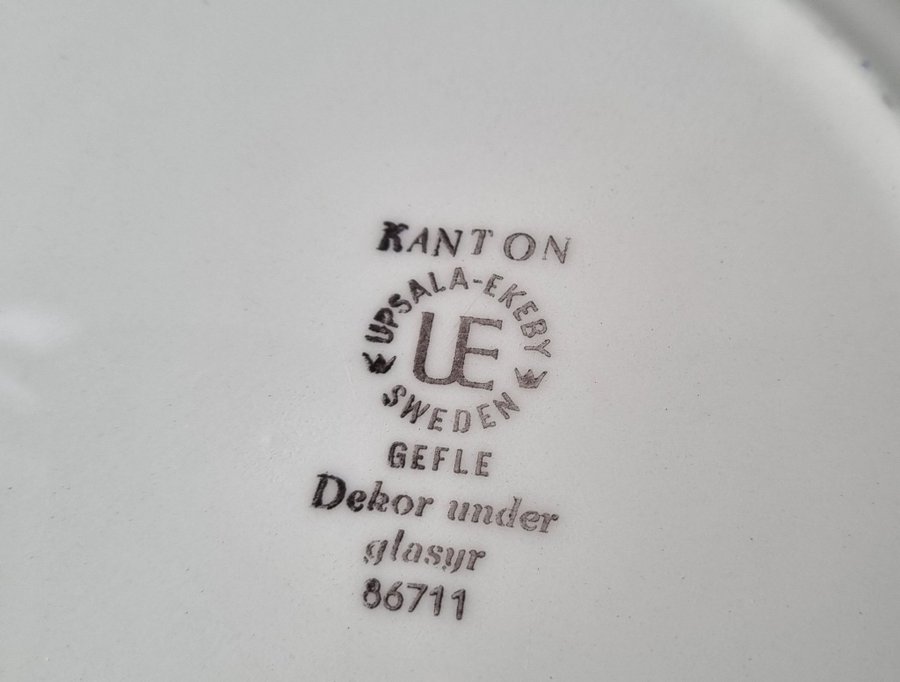 KANTON
UPSALA-EKEBY
UE
SWEDEN
GEFLE
Dekor under
glasyr
86711